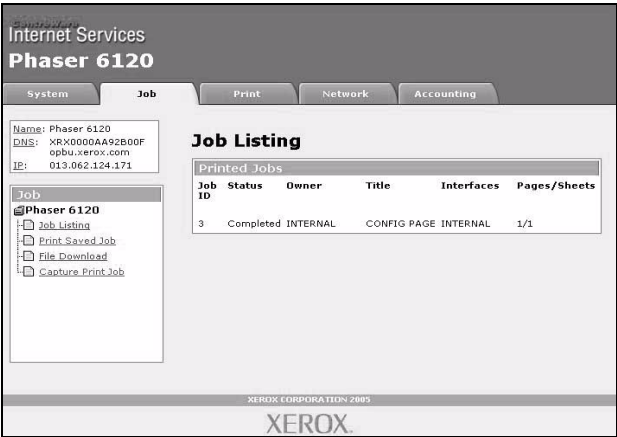 CentreWare
Internet Services
Phaser 6120
System Job Print Network Accounting
Name: Phaser 6120
DNS: XRX0000AA92B00F
opbu.xerox.com
IP: 013.062.124.171
Job
Phaser 6120
Job Listing
Print Saved Job
File Download
Capture Print Job
Job Listing
Printed Jobs
Job ID Status Owner Title Interfaces Pages/Sheets
3 Completed INTERNAL CONFIG PAGE INTERNAL 1/1
XEROX CORPORATION 2005
XEROX.